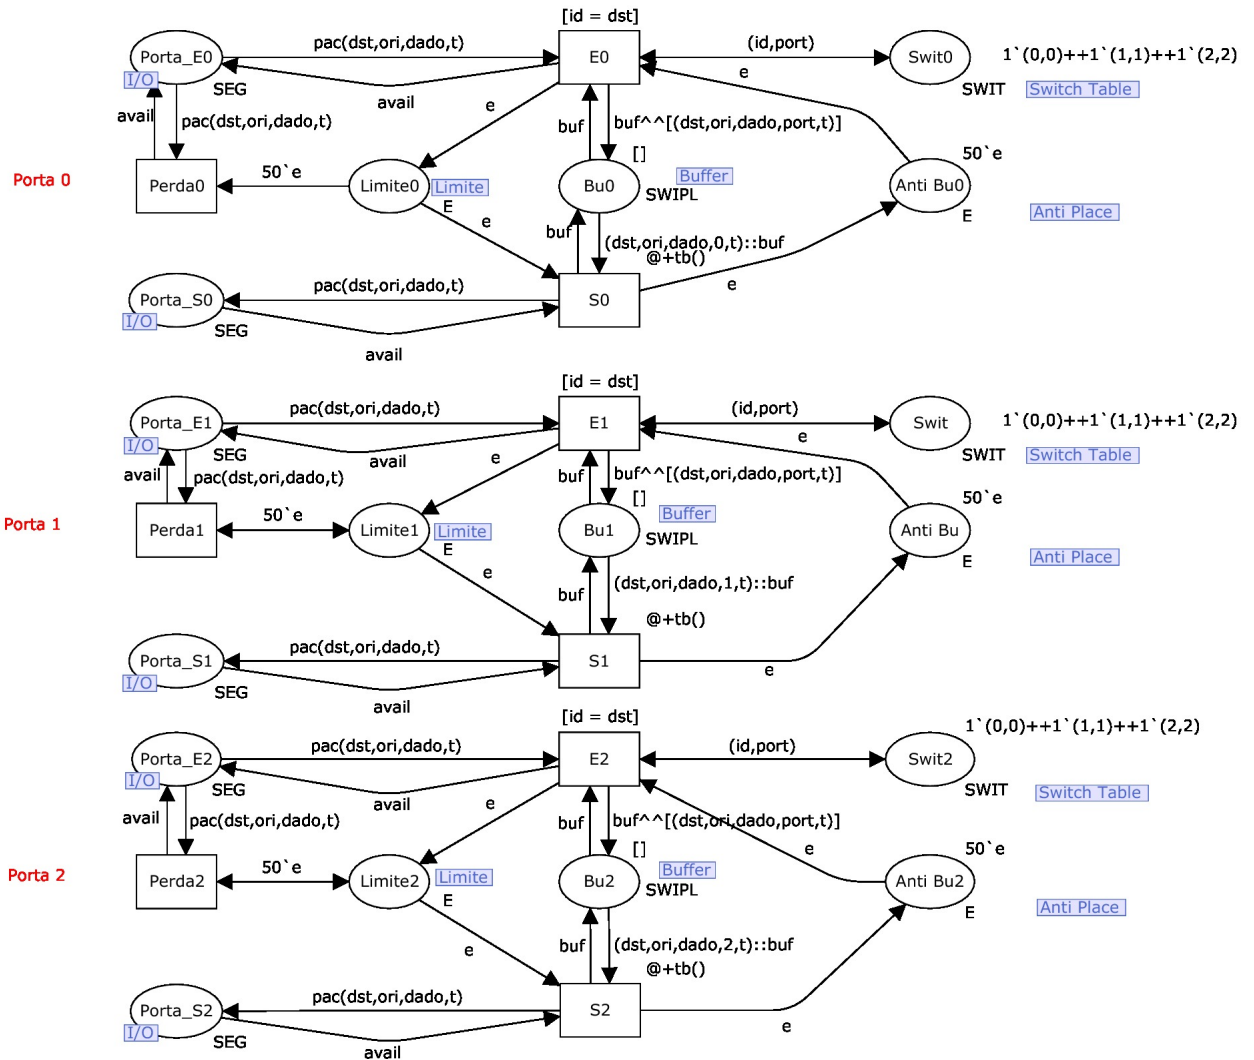 [id = dst]
Porta_E0
pac(dst,ori,dado,t)
E0
(id,port)
Swit0
1`(0,0)++1`(1,1)++1`(2,2)
I/O
SEG
avail
e
SWIT
Switch Table
avail
pac(dst,ori,dado,t)
e
buf
buf^^[(dst,ori,dado,port,t)]
[]
50`e
Porta 0
Perda0
50`e
Limite0
Limite
E
Bu0
Buffer
SWIPL
Anti Bu0
E
Anti Place
e
buf
(dst,ori,dado,0,t)::buf
@+tb()
Porta_S0
pac(dst,ori,dado,t)
S0
e
I/O
SEG
avail
[id = dst]
Porta_E1
pac(dst,ori,dado,t)
E1
(id,port)
Swit
1`(0,0)++1`(1,1)++1`(2,2)
I/O
SEG
avail
e
e
SWIT
Switch Table
avail
pac(dst,ori,dado,t)
buf
buf^^[(dst,ori,dado,port,t)]
[]
50`e
Porta 1
Perda1
50`e
Limite1
Limite
E
Bu1
Buffer
SWIPL
Anti Bu
E
Anti Place
e
buf
(dst,ori,dado,1,t)::buf
@+tb()
Porta_S1
pac(dst,ori,dado,t)
S1
e
I/O
SEG
avail
[id = dst]
1`(0,0)++1`(1,1)++1`(2,2)
Porta_E2
pac(dst,ori,dado,t)
E2
(id,port)
Swit2
I/O
SEG
avail
e
SWIT
Switch Table
avail
pac(dst,ori,dado,t)
buf
buf^^[(dst,ori,dado,port,t)]
e
[]
50`e
Porta 2
Perda2
50`e
Limite2
Limite
E
Bu2
Buffer
SWIPL
Anti Bu2
E
Anti Place
e
buf
(dst,ori,dado,2,t)::buf
@+tb()
Porta_S2
pac(dst,ori,dado,t)
S2
e
I/O
SEG
avail